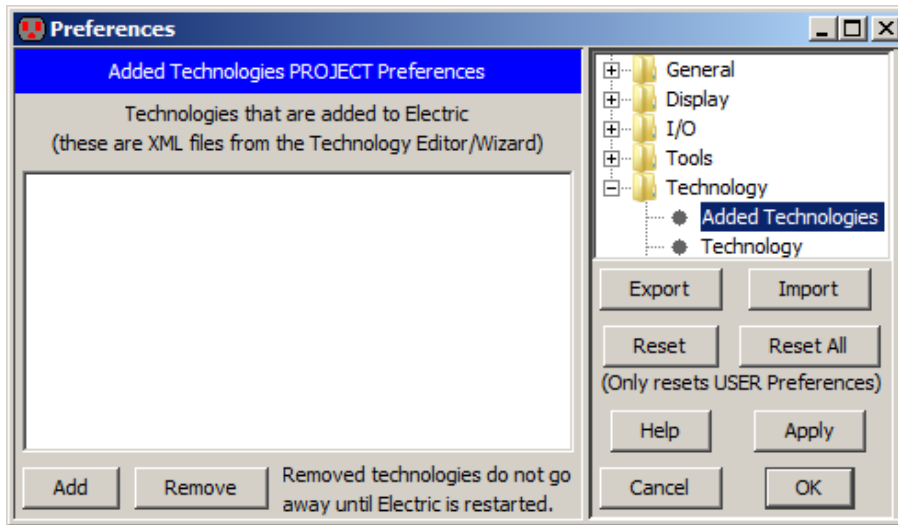 Preferences
Added Technologies PROJECT Preferences
Technologies that are added to Electric
(these are XML files from the Technology Editor/Wizard)
Add
Remove
Removed technologies do not go
away until Electric is restarted.
General
Display
I/O
Tools
Technology
Added Technologies
Technology
Export
Import
Reset
Reset All
(Only resets USER Preferences)
Help
Apply
Cancel
OK